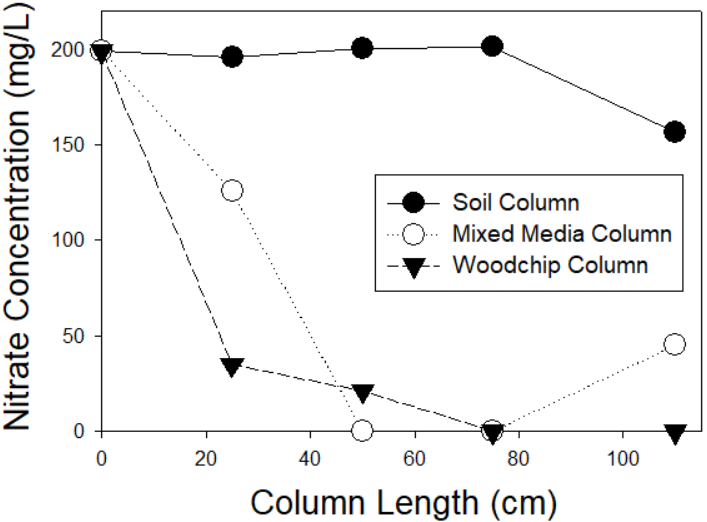 Nitrate Concentration (mg/L)
200
150
100
50
0
Soil Column
Mixed Media Column
Woodchip Column
0 20 40 60 80 100
Column Length (cm)